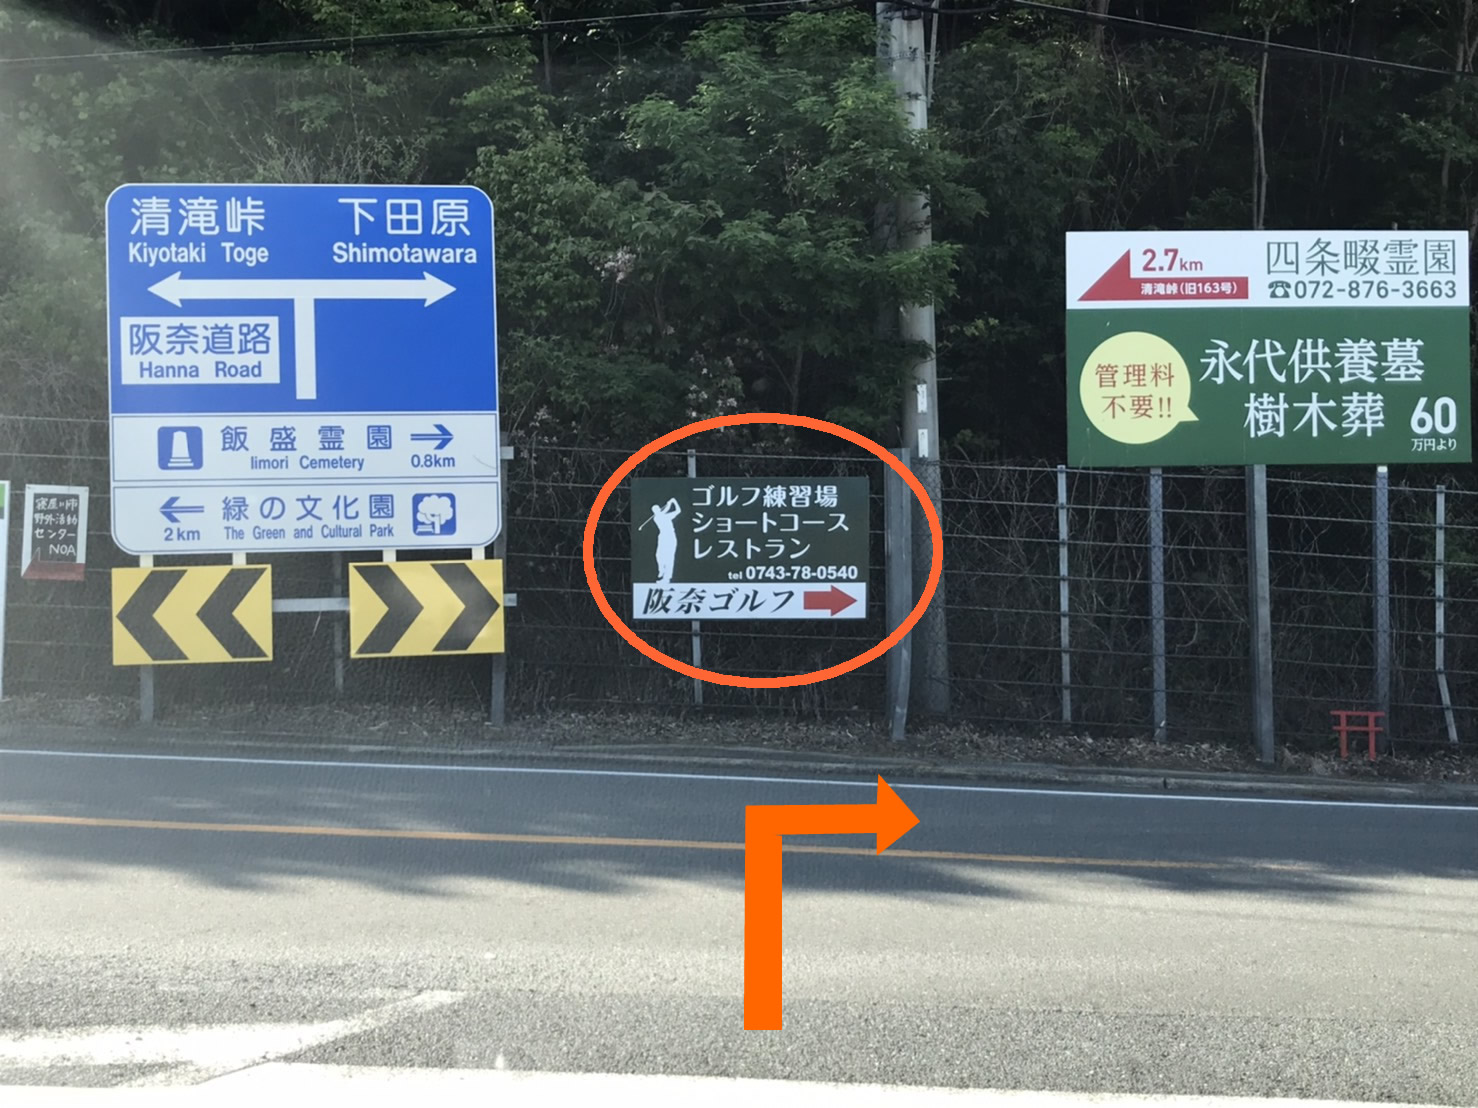 清滝峠
Kiyotaki Toge
下田原
Shimotawara
阪奈道路
Hanna Road
飯盛霊園
Iimori Cemetery
0.8km
緑の文化園
2km
The Green and Cultural Park
寝屋川市
野外活動
センター
NOA
ゴルフ練習場
ショートコース
レストラン
tel 0743-78-0540
阪奈ゴルフ
2.7km
清滝峠(旧163号)
四条畷霊園
☎072-876-3663
管理料
不要!!
永代供養墓
樹木葬
60
万円より